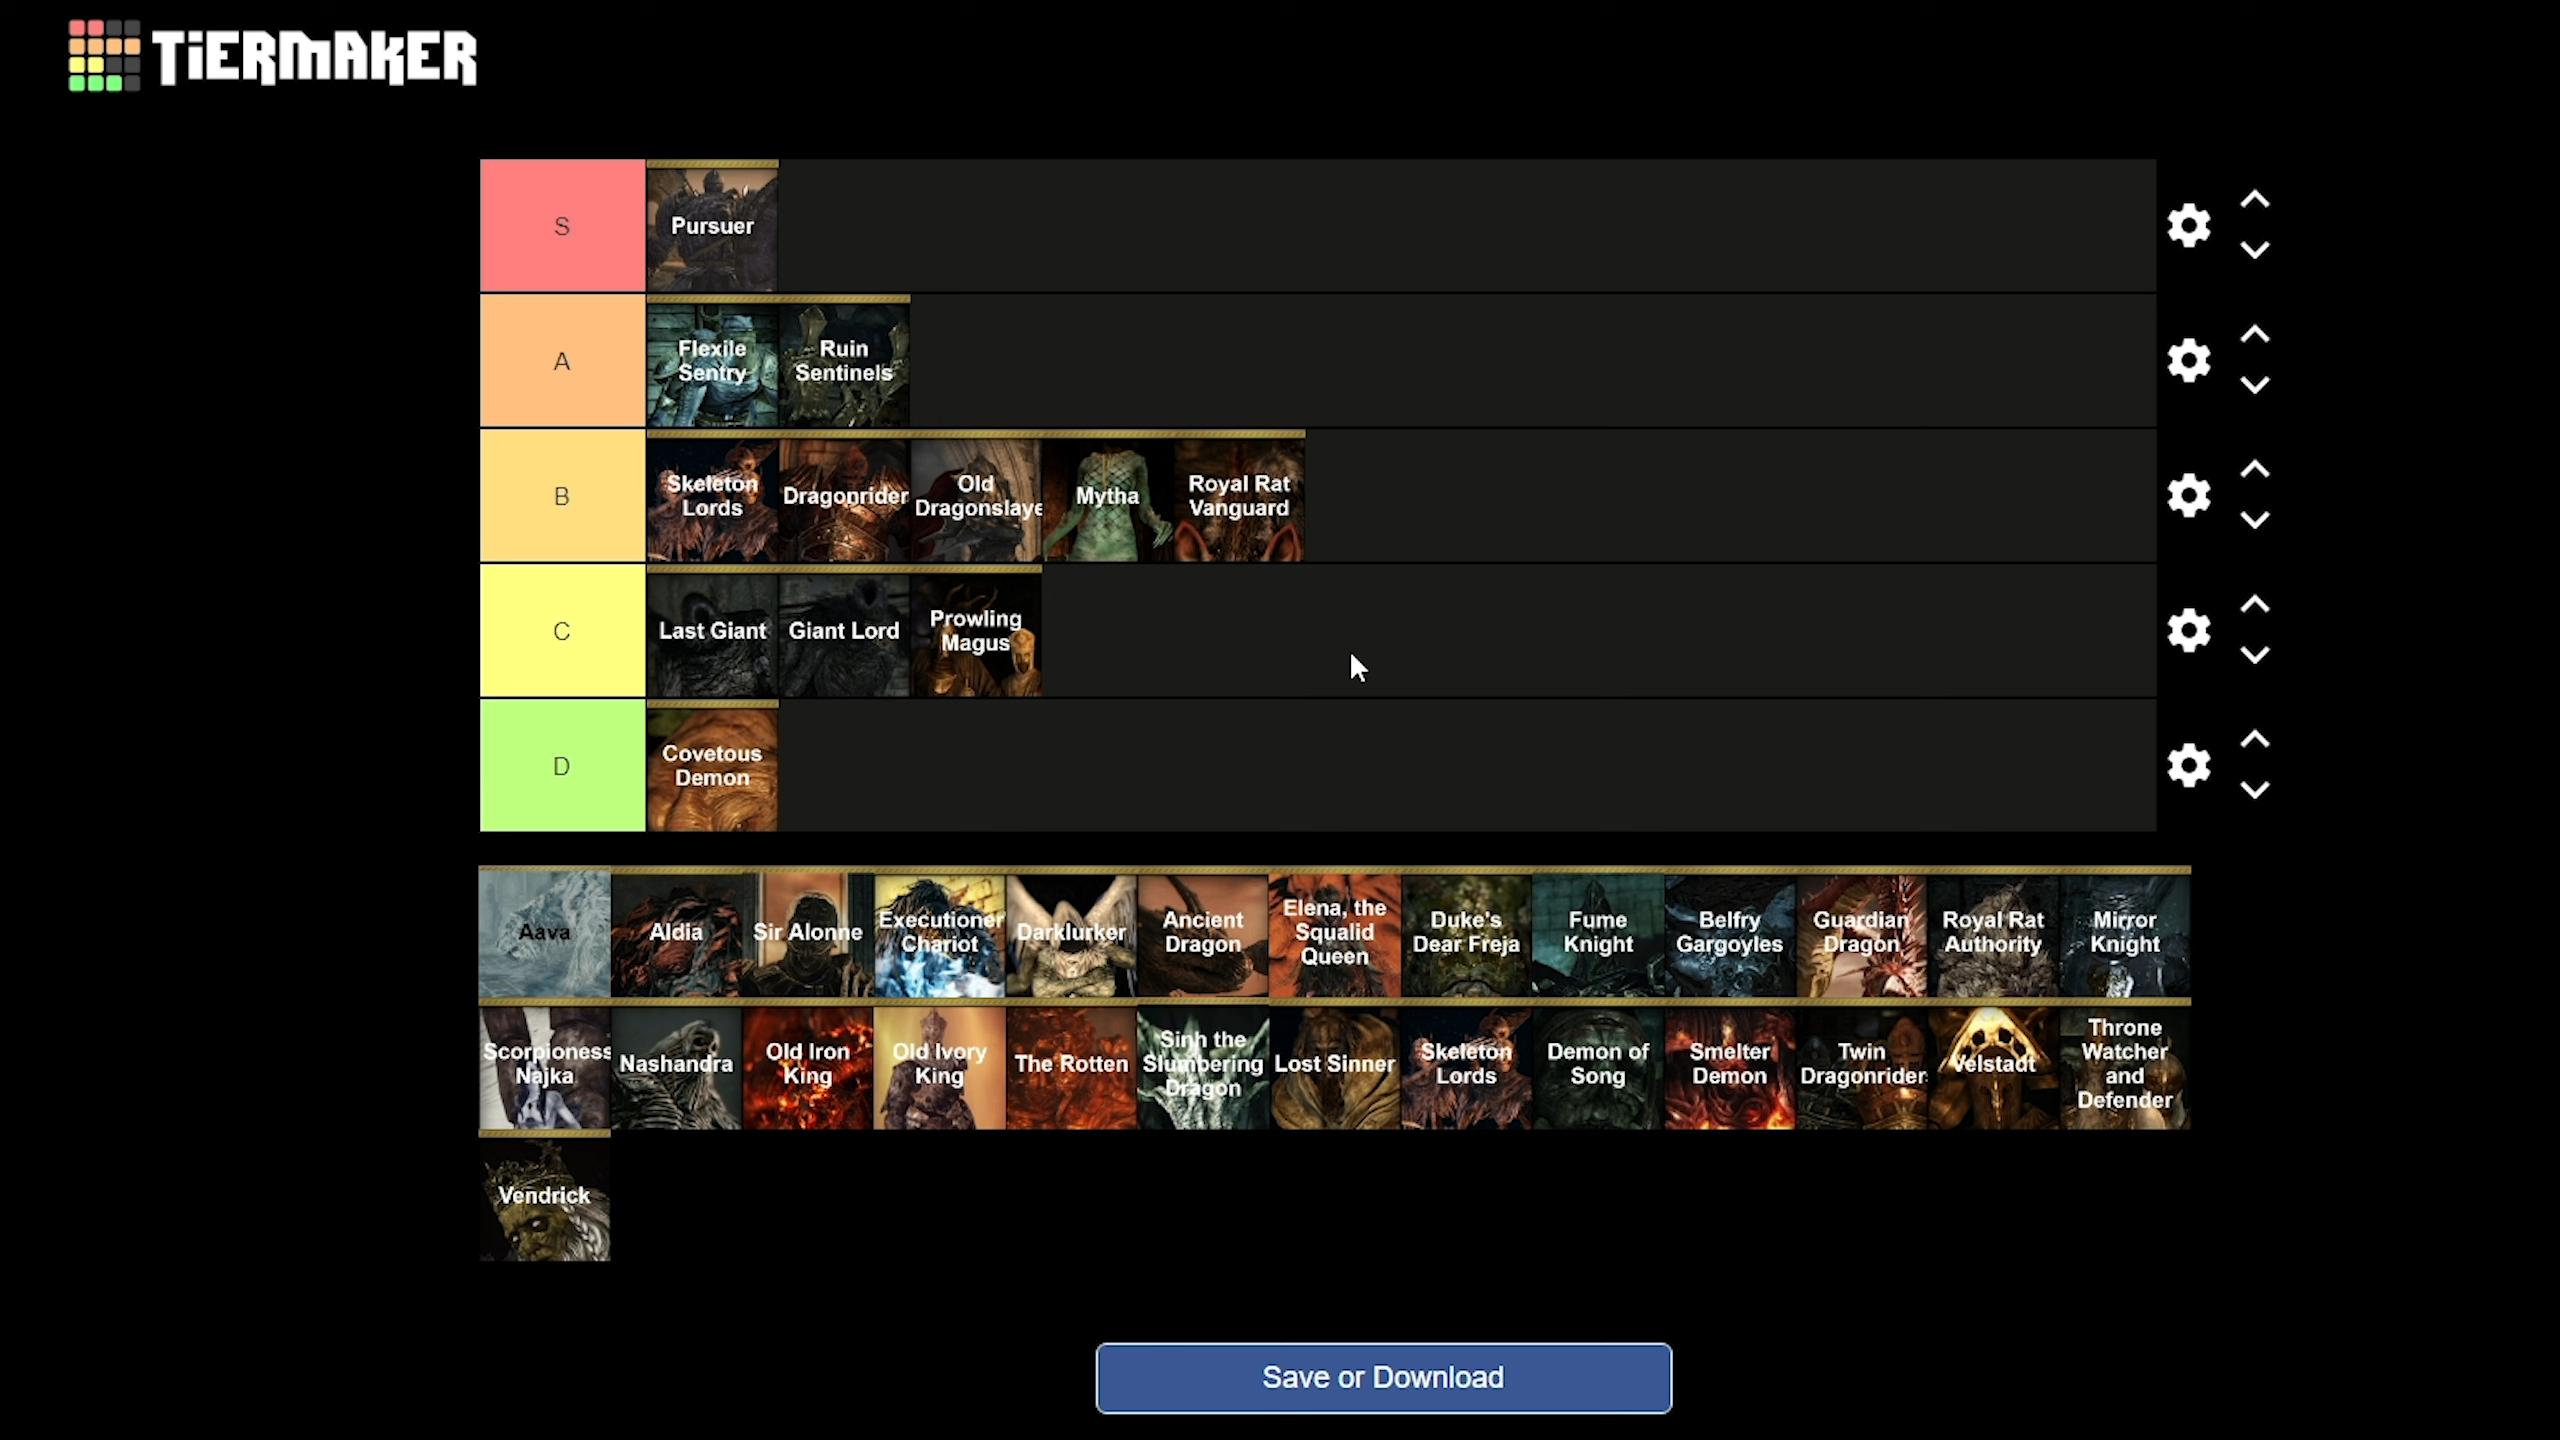 TiERMAKER
S
Pursuer
A
Flexile
Sentry
Ruin
Sentinels
B
Skeleton
Lords
Dragonrider
Old
Dragonslaye
Mytha
Royal Rat
Vanguard
C
Last Giant
Giant Lord
Prowling
Magus
D
Covetous
Demon
Aava
Aldia
Sir Alonne
Executioner
Chariot
Darklurker
Ancient
Dragon
Elena, the
Squalid
Queen
Duke's
Dear Freja
Fume
Knight
Belfry
Gargoyles
Guardian
Dragon
Royal Rat
Authority
Mirror
Knight
Scorpioness
Najka
Nashandra
Old Iron
King
Old Ivory
King
The Rotten
Sinh the
Slumbering
Dragon
Lost Sinner
Skeleton
Lords
Demon of
Song
Smelter
Demon
Twin
Dragonrider
Velstadt
Throne
Watcher
and
Defender
Vendrick
Save or Download